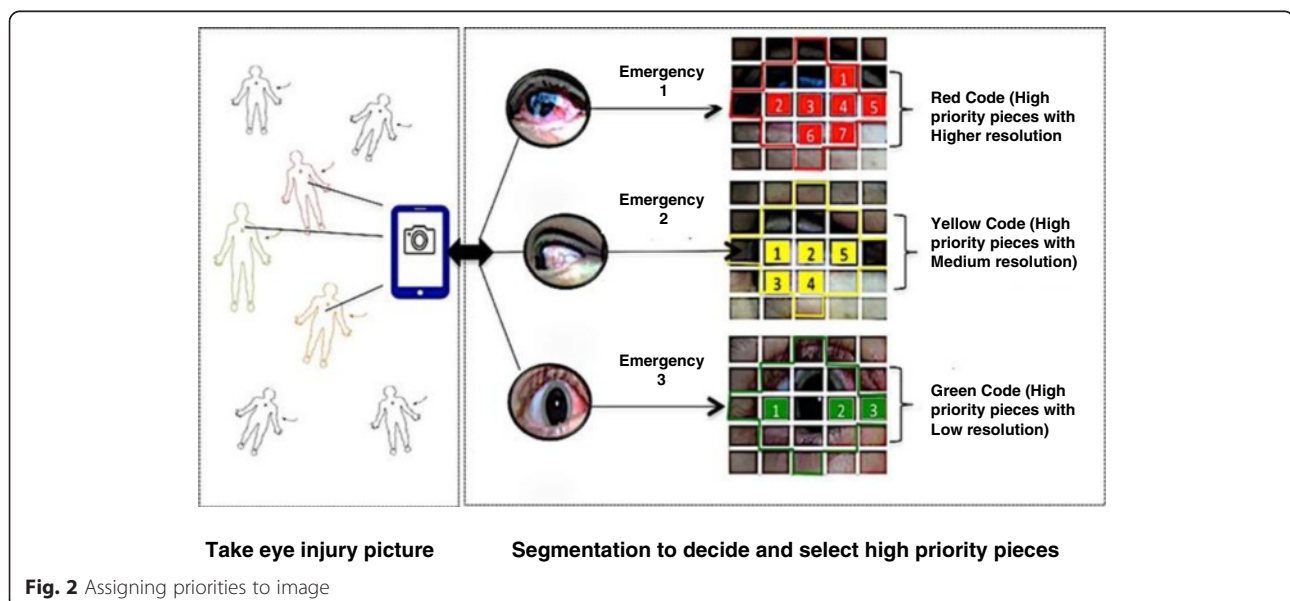 Emergency
1
1
2 3 4 5
6 7
Red Code (High
priority pieces with
Higher resolution
Emergency
2
1 2 5
3 4
Yellow Code (High
priority pieces with
Medium resolution)
Emergency
3
1 2 3
Green Code (High
priority pieces with
Low resolution)
Take eye injury picture
Segmentation to decide and select high priority pieces
Fig. 2 Assigning priorities to image